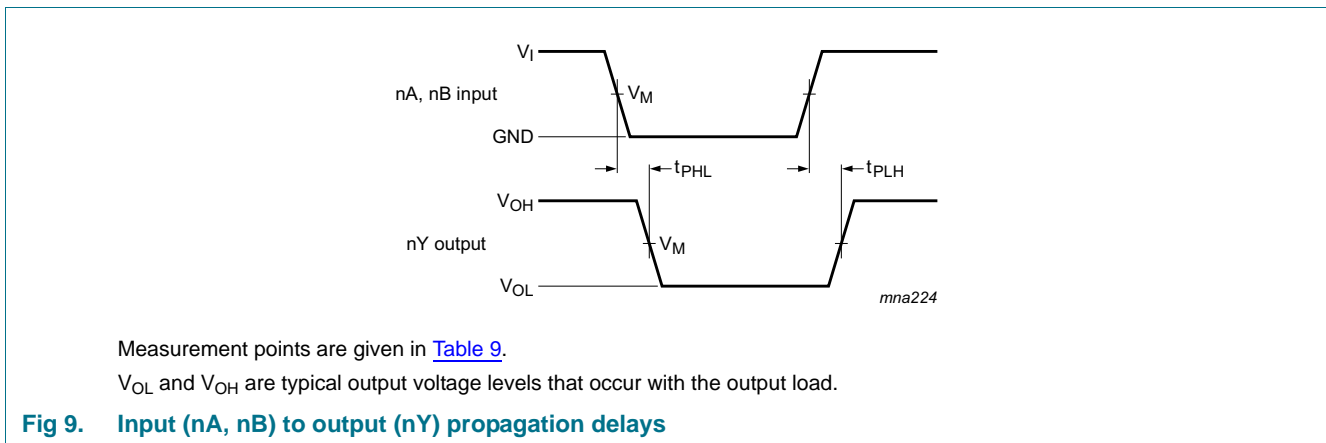 VI
nA, nB input
VM
GND
tPHL
tPLH
VOH
nY output
VM
VOL
mna224
Measurement points are given in Table 9.
VOL and VOH are typical output voltage levels that occur with the output load.
Fig 9. Input (nA, nB) to output (nY) propagation delays